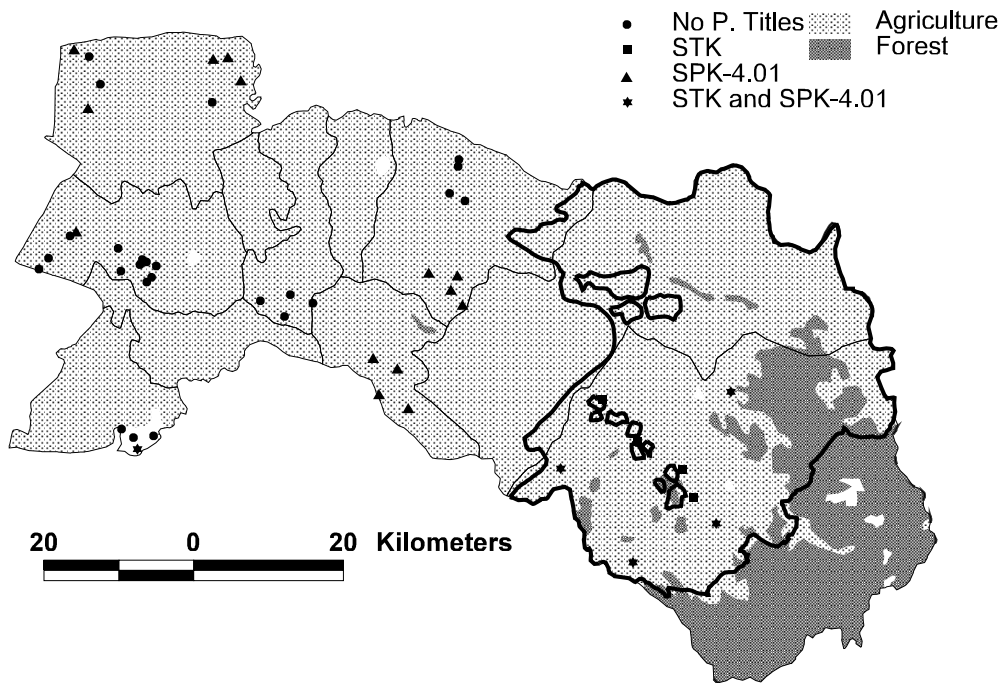 No P. Titles Agriculture
STK Forest
SPK-4.01
STK and SPK-4.01
20 0 20 Kilometers